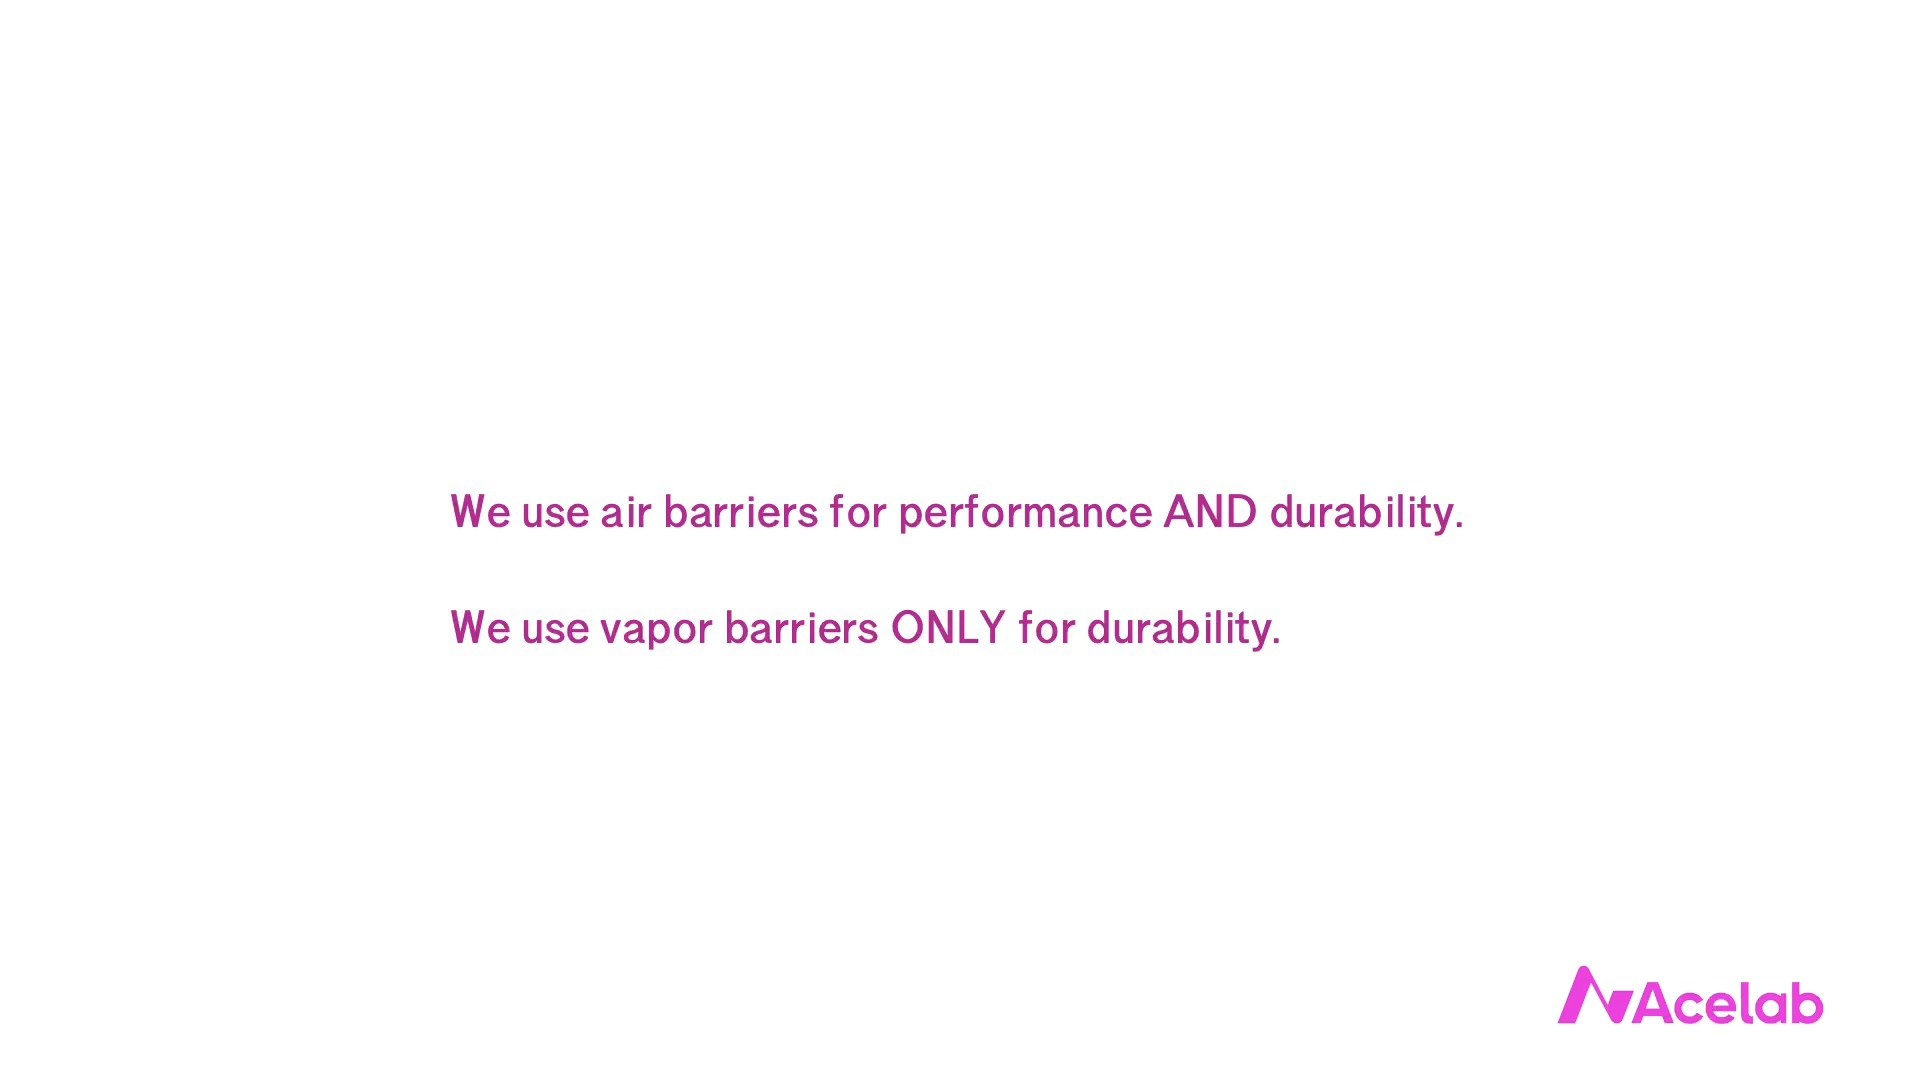 We use air barriers for performance AND durability.
We use vapor barriers ONLY for durability.
Acelab